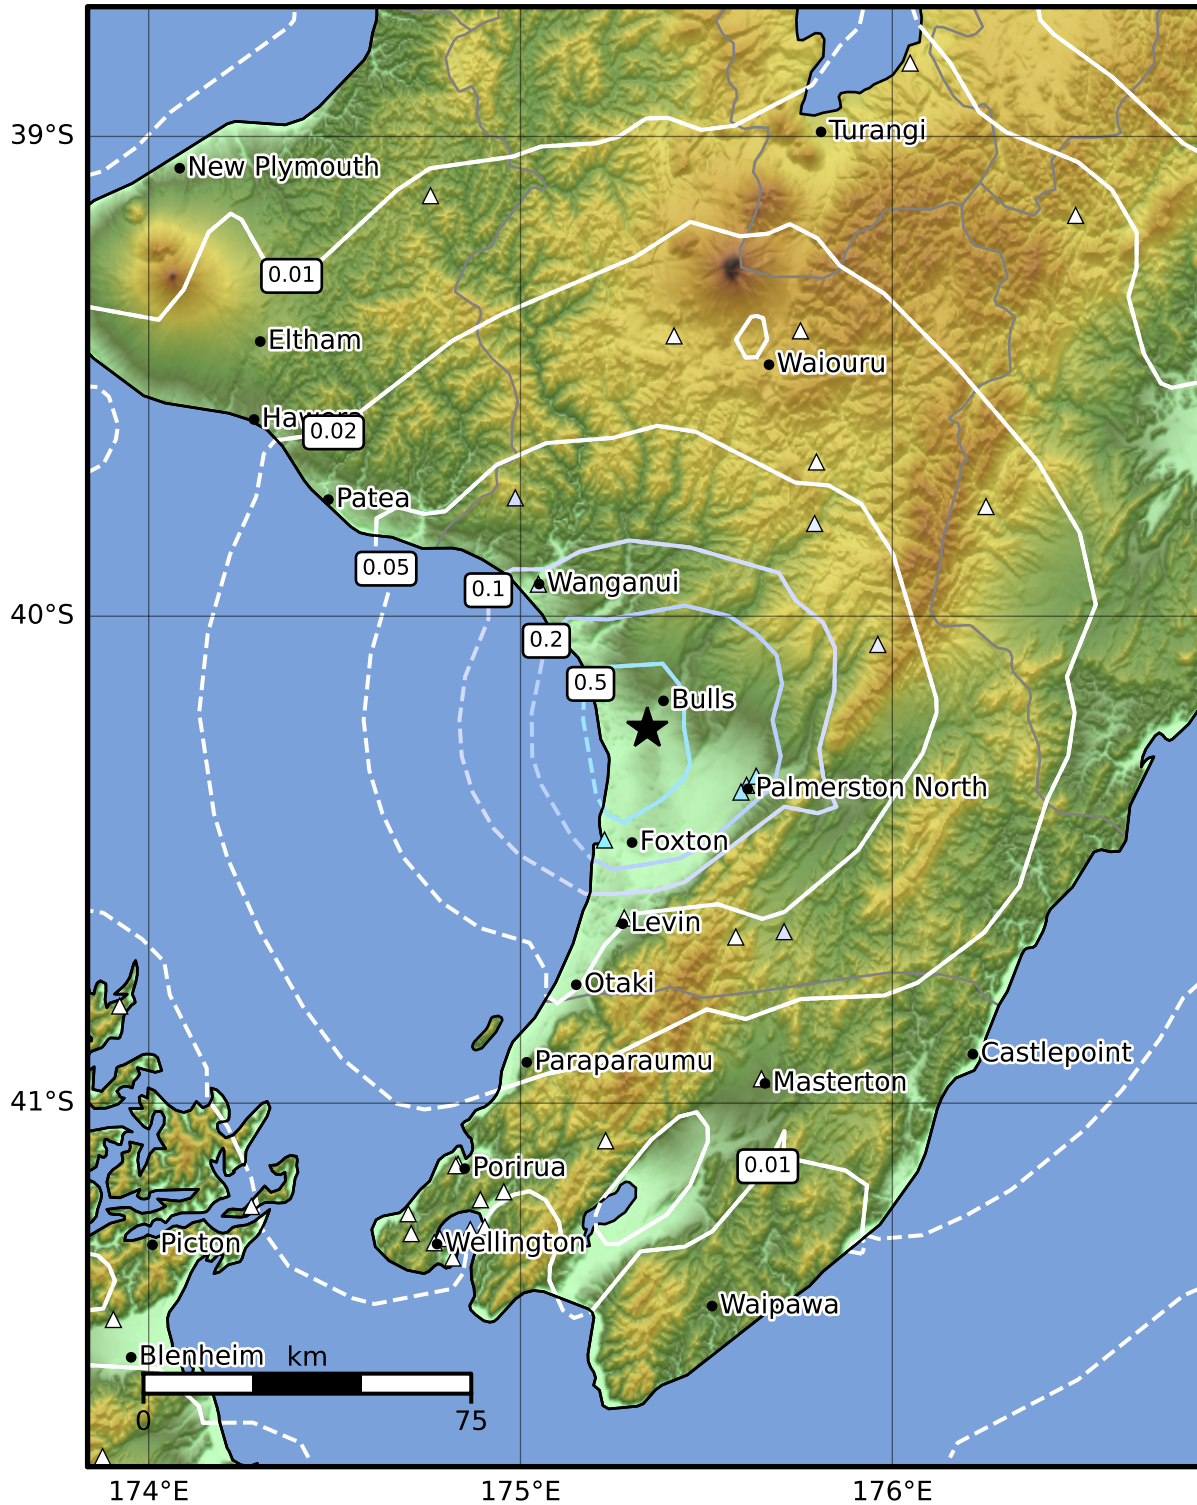 39°S
Turangi
New Plymouth
0.01
Eltham
Waiouru
Hawera
0.02
Patea
0.05
Wanganui
0.1
40°S
0.2
0.5
Bulls
Palmerston North
Foxton
Levin
Otaki
Paraparaumu
Castlepoint
Masterton
41°S
Porirua
0.01
Picton
Wellington
Waipawa
Blenheim
km
0
75
174°E
175°E
176°E